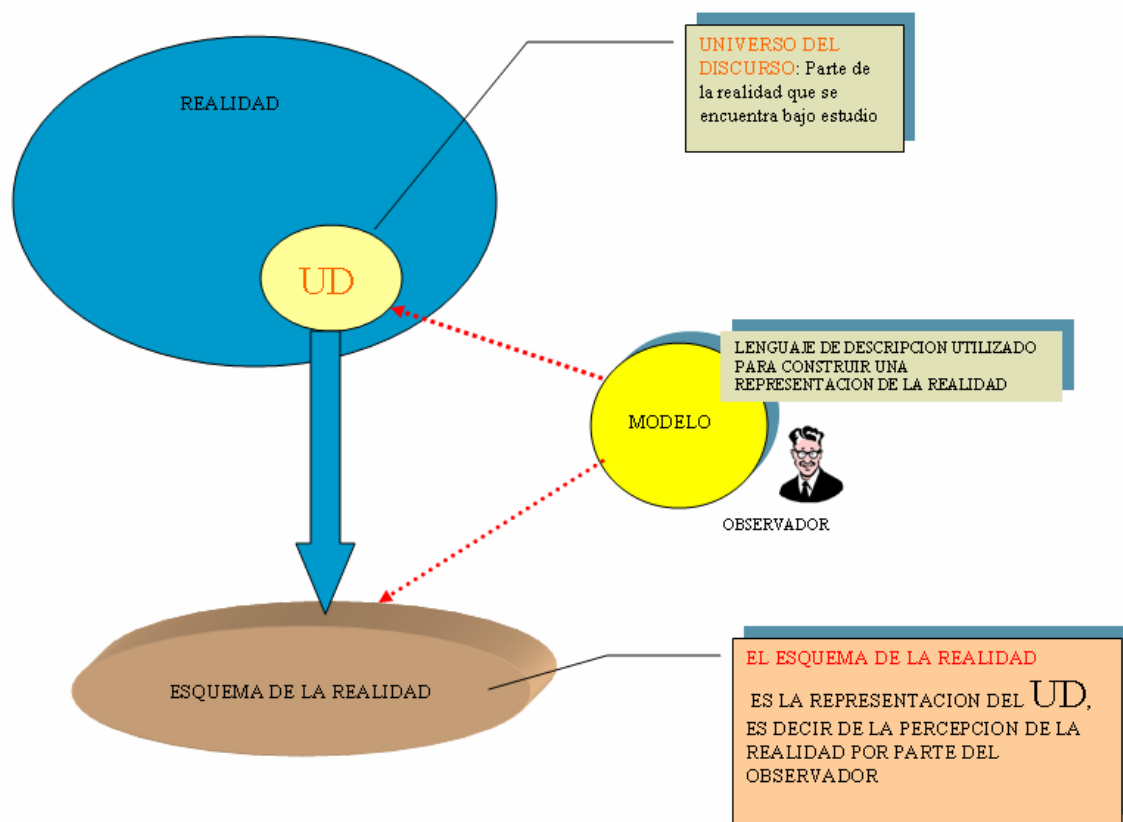 UNIVERSO DEL
DISCURSO: Parte de
la realidad que se
encuentra bajo estudio
REALIDAD
UD
LENGUAJE DE DESCRIPCION UTILIZADO
PARA CONSTRUIR UNA
REPRESENTACION DE LA REALIDAD
MODELO
OBSERVADOR
ESQUEMA DE LA REALIDAD
EL ESQUEMA DE LA REALIDAD
ES LA REPRESENTACION DEL UD,
ES DECIR DE LA PERCEPCION DE LA
REALIDAD POR PARTE DEL
OBSERVADOR